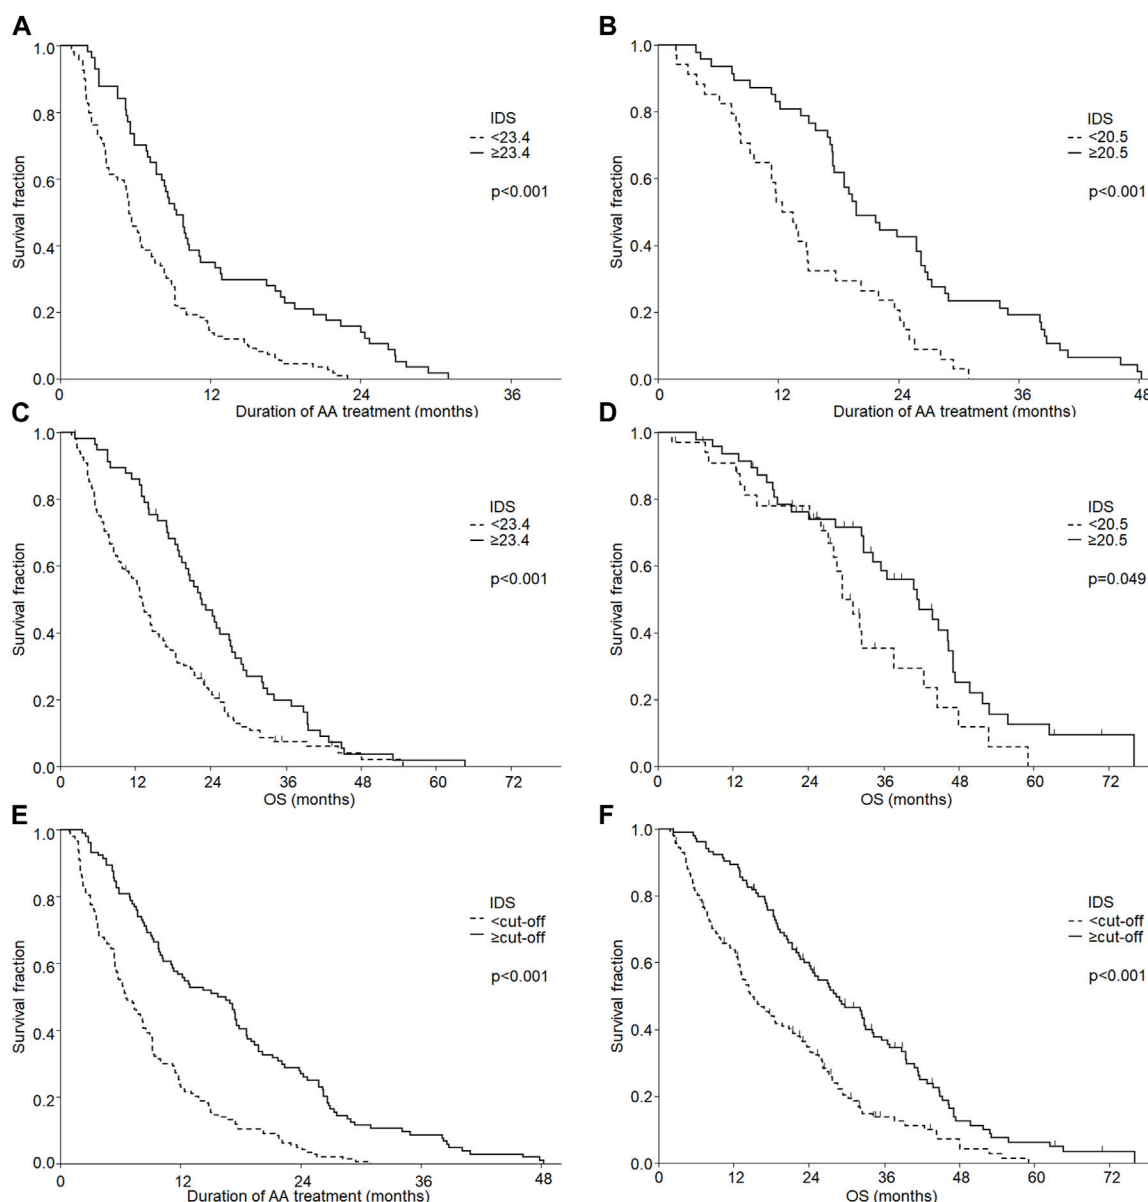 A
Survival fraction
1.0
0.8
0.6
0.4
0.2
0.0
IDS
<23.4
≥23.4
p<0.001
0 12 24 36
Duration of AA treatment (months)
B
Survival fraction
1.0
0.8
0.6
0.4
0.2
0.0
IDS
<20.5
≥20.5
p<0.001
0 12 24 36 48
Duration of AA treatment (months)
C
Survival fraction
1.0
0.8
0.6
0.4
0.2
0.0
IDS
<23.4
≥23.4
p<0.001
0 12 24 36 48 60 72
OS (months)
D
Survival fraction
1.0
0.8
0.6
0.4
0.2
0.0
IDS
<20.5
≥20.5
p=0.049
0 12 24 36 48 60 72
OS (months)
E
Survival fraction
1.0
0.8
0.6
0.4
0.2
0.0
IDS
<cut-off
≥cut-off
p<0.001
0 12 24 36 48
Duration of AA treatment (months)
F
Survival fraction
1.0
0.8
0.6
0.4
0.2
0.0
IDS
<cut-off
≥cut-off
p<0.001
0 12 24 36 48 60 72
OS (months)